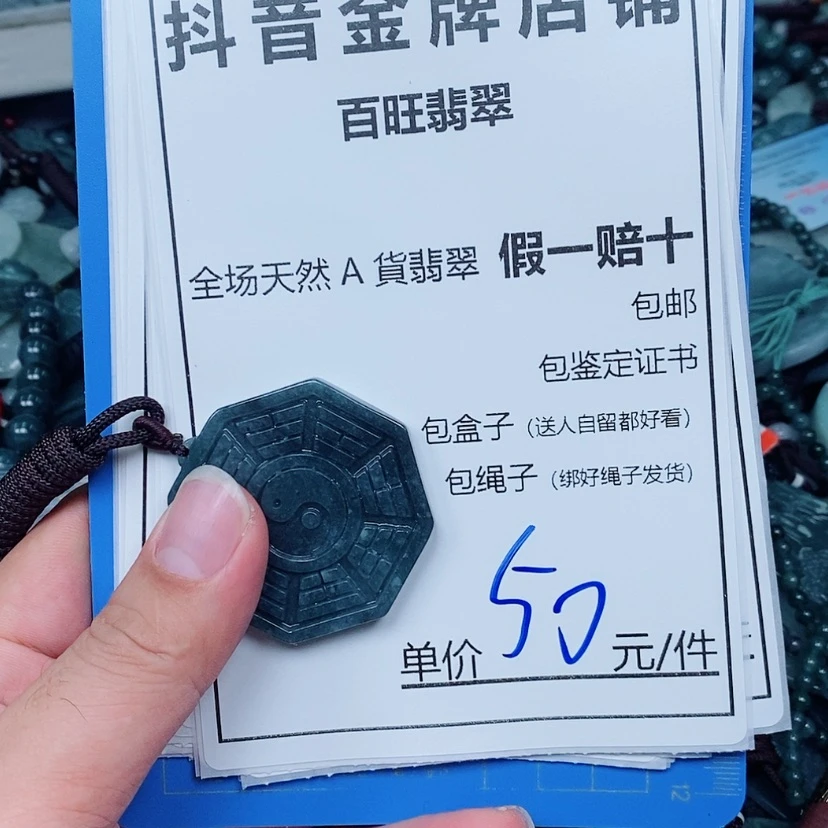 抖音金牌店铺
百旺翡翠
全场天然 A 貨翡翠 假一赔十
包邮
包鉴定证书
包盒子（送人自留都好看）
包绳子（绑好绳子发货）
单价 50 元/件
12